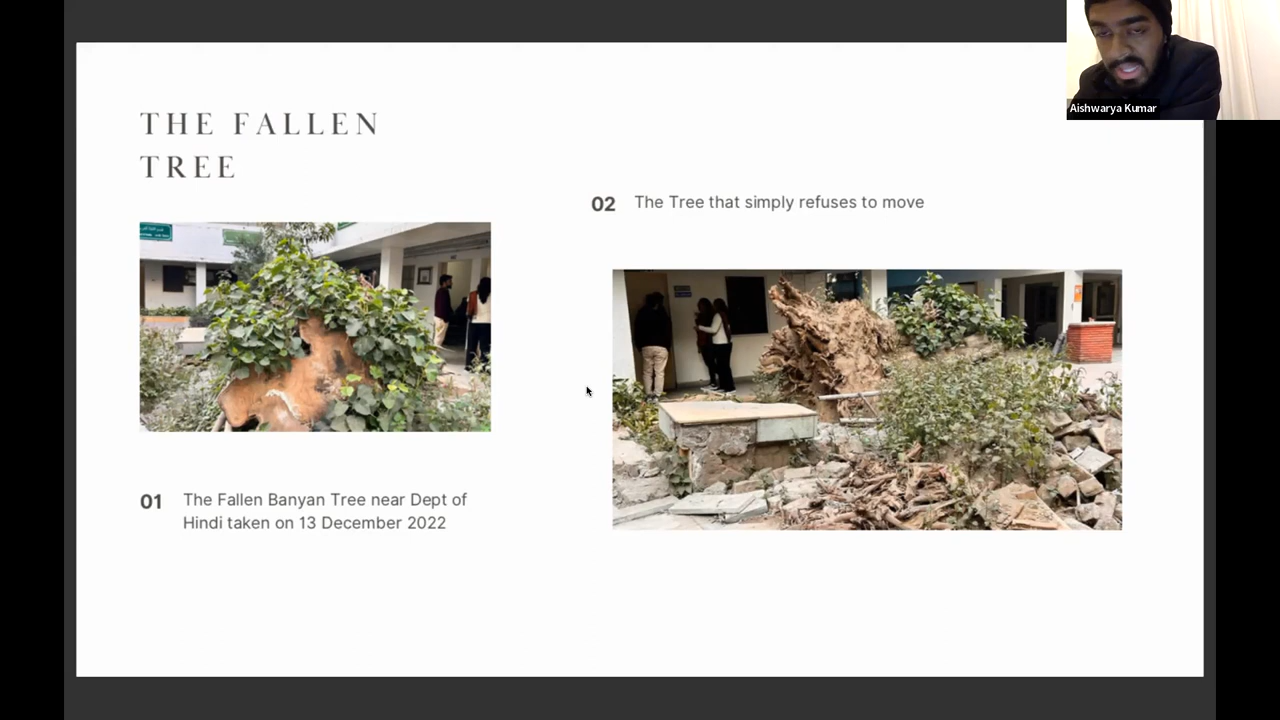 Aishwarya Kumar
THE FALLEN
TREE
02 The Tree that simply refuses to move
01 The Fallen Banyan Tree near Dept of
Hindi taken on 13 December 2022